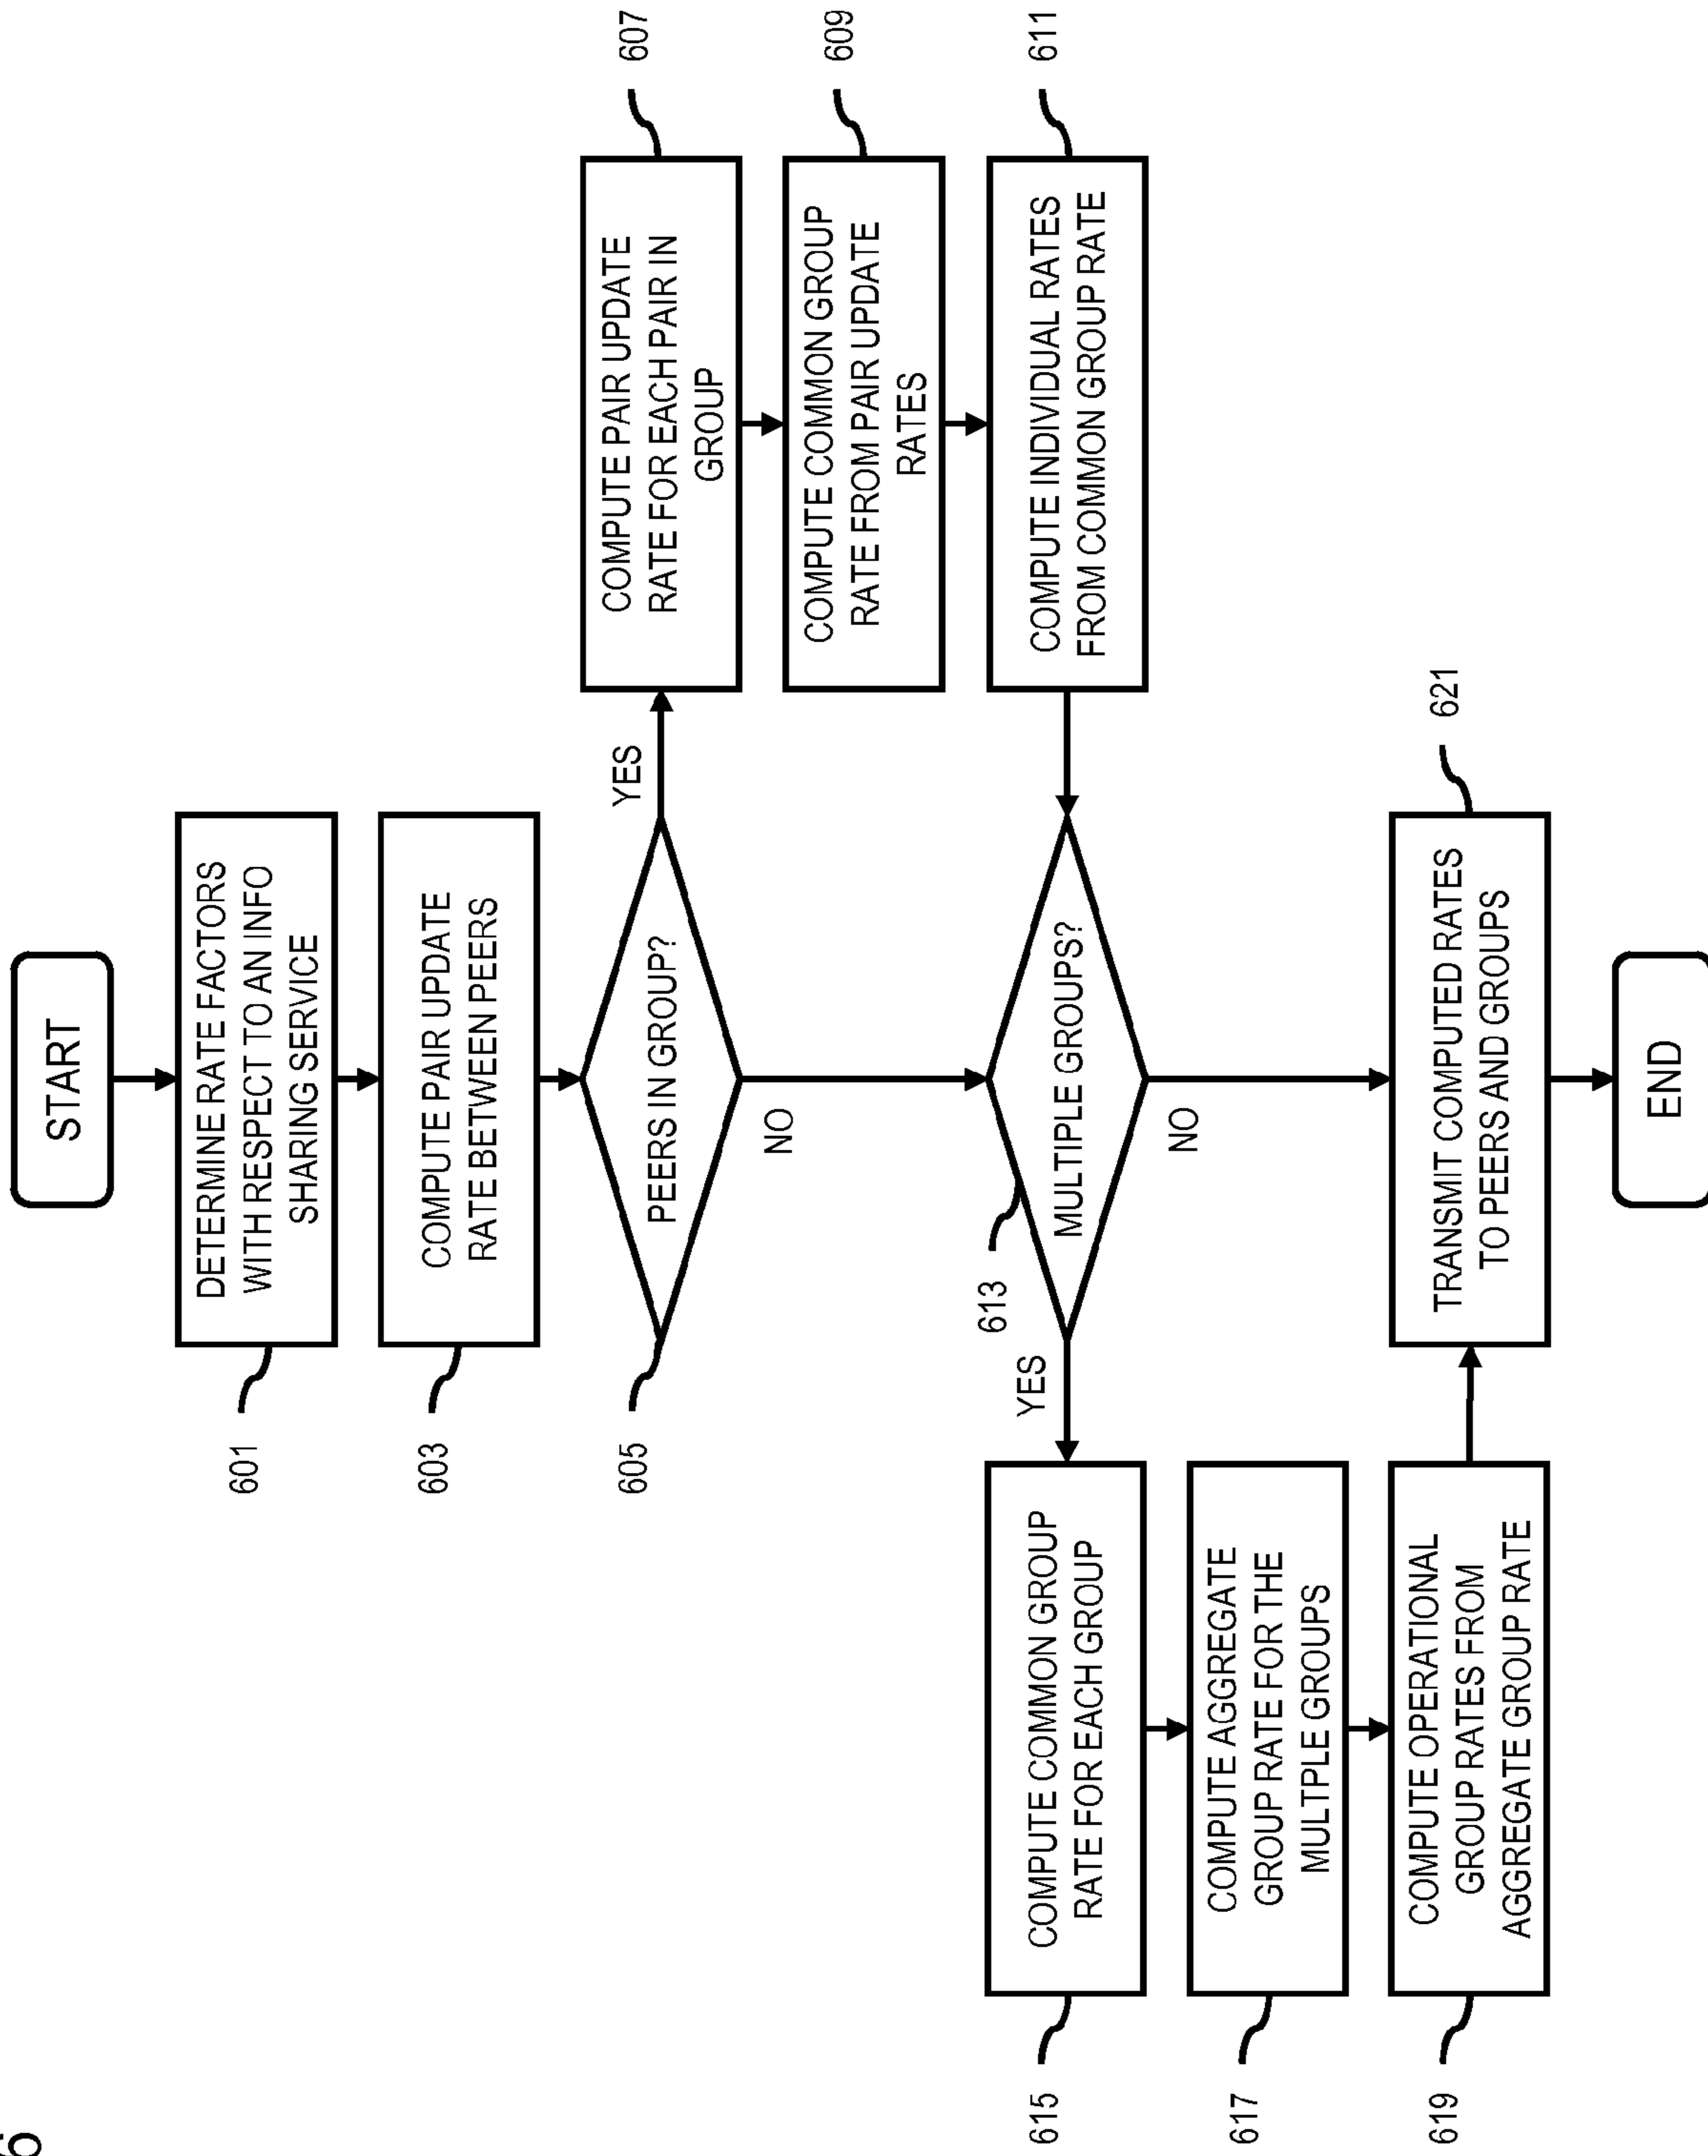 6
START
DETERMINE RATE FACTORS
WITH RESPECT TO AN INFO
SHARING SERVICE
601
COMPUTE PAIR UPDATE
RATE BETWEEN PEERS
603
PEERS IN GROUP?
605
YES
NO
COMPUTE PAIR UPDATE
RATE FOR EACH PAIR IN
GROUP
607
COMPUTE COMMON GROUP
RATE FROM PAIR UPDATE
RATES
609
COMPUTE INDIVIDUAL RATES
FROM COMMON GROUP RATE
611
MULTIPLE GROUPS?
613
YES
NO
COMPUTE COMMON GROUP
RATE FOR EACH GROUP
615
COMPUTE AGGREGATE
GROUP RATE FOR THE
MULTPLE GROUPS
617
COMPUTE OPERATIONAL
GROUP RATES FROM
AGGREGATE GROUP RATE
619
TRANSMIT COMPUTED RATES
TO PEERS AND GROUPS
621
END